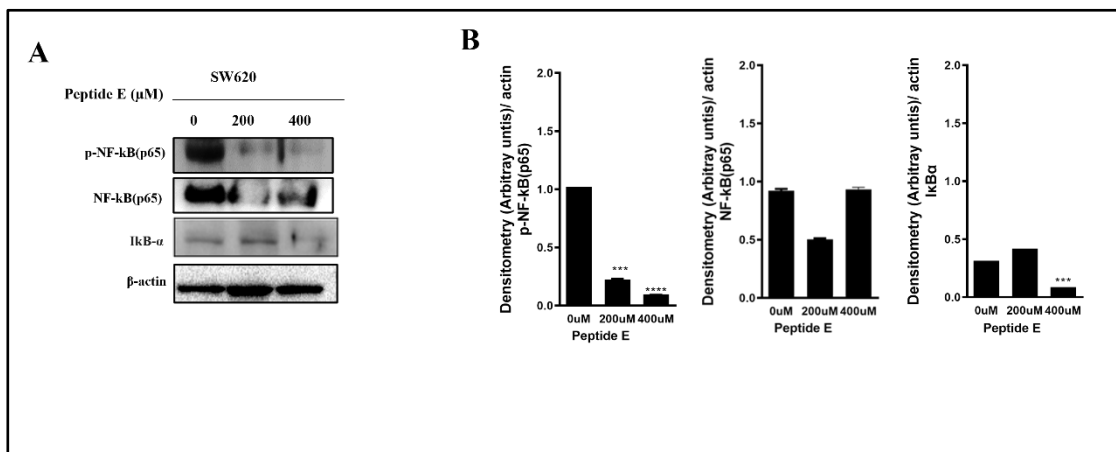 A
SW620
Peptide E (μM)
0 200 400
p-NF-kB(p65)
NF-kB(p65)
IkB-α
β-actin
B
Densitometry (Arbitray untis)/ actin
p-NF-kB(p65)
2.0
1.5
1.0
0.5
0.0
***
****
0uM 200uM 400uM
Peptide E
Densitometry (Arbitray untis)/ actin
NF-kB(p65)
2.0
1.5
1.0
0.5
0.0
0uM 200uM 400uM
Peptide E
Densitometry (Arbitray untis)/ actin
IκBα
2.0
1.5
1.0
0.5
0.0
***
0uM 200uM 400uM
Peptide E